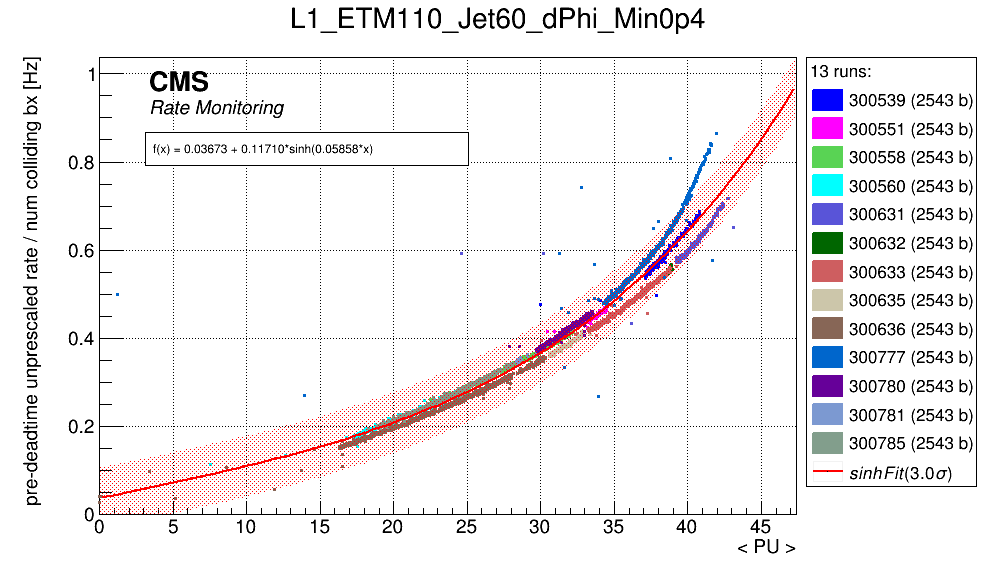 L1_ETM110_Jet60_dPhi_Min0p4
pre-deadtime unprescaled rate / num colliding bx [Hz]
CMS
Rate Monitoring
f(x) = 0.03673 + 0.11710*sinh(0.05858*x)
1
0.8
0.6
0.4
0.2
0
0 5 10 15 20 25 30 35 40 45
< PU >
13 runs:
300539 (2543 b)
300551 (2543 b)
300558 (2543 b)
300560 (2543 b)
300631 (2543 b)
300632 (2543 b)
300633 (2543 b)
300635 (2543 b)
300636 (2543 b)
300777 (2543 b)
300780 (2543 b)
300781 (2543 b)
300785 (2543 b)
sinhFit(3.0σ)